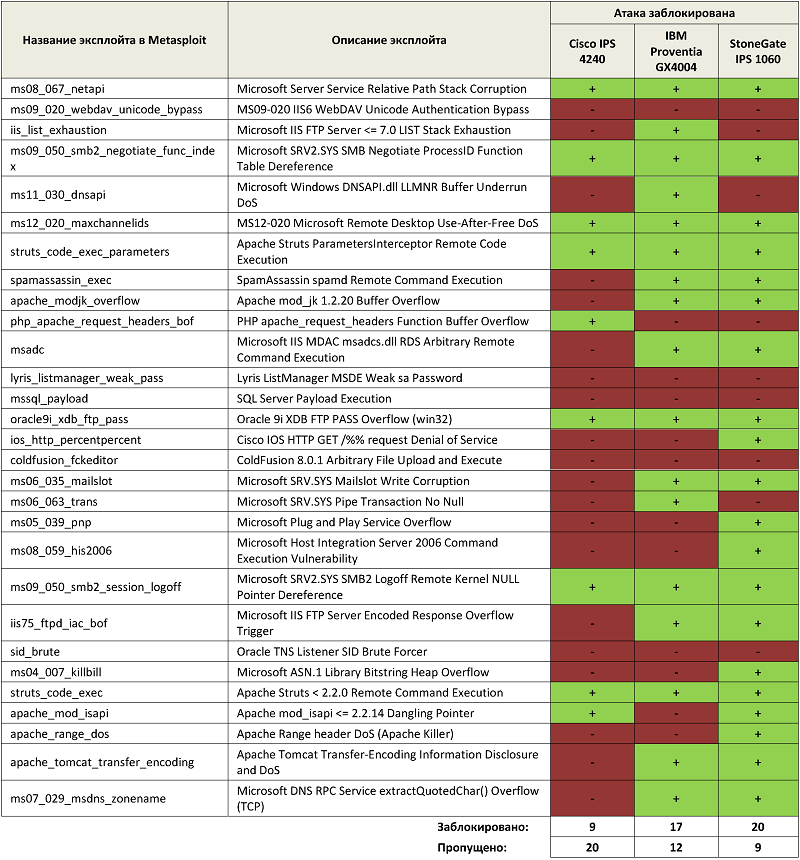 Название эксплойта в Metasploit
Описание эксплойта
Атака заблокирована
Cisco IPS
4240
IBM
Proventia
GX4004
StoneGate
IPS 1060
ms08_067_netapi Microsoft Server Service Relative Path Stack Corruption + + +
ms09_020_webdav_unicode_bypass MS09-020 IIS6 WebDAV Unicode Authentication Bypass - - -
iis_list_exhaustion Microsoft IIS FTP Server <= 7.0 LIST Stack Exhaustion - + -
ms09_050_smb2_negotiate_func_inde
x
Microsoft SRV2.SYS SMB Negotiate ProcessID Function
Table Dereference
+ + +
ms11_030_dnsapi
Microsoft Windows DNSAPI.dll LLMNR Buffer Underrun
DoS
- + -
ms12_020_maxchannelids MS12-020 Microsoft Remote Desktop Use-After-Free DoS + + +
struts_code_exec_parameters
Apache Struts ParametersInterceptor Remote Code
Execution
+ + +
spamassassin_exec SpamAssassin spamd Remote Command Execution - + +
apache_modjk_overflow Apache mod_jk 1.2.20 Buffer Overflow - + +
php_apache_request_headers_bof PHP apache_request_headers Function Buffer Overflow + - -
msadc
Microsoft IIS MDAC msadcs.dll RDS Arbitrary Remote
Command Execution
- + +
lyris_listmanager_weak_pass Lyris ListManager MSDE Weak sa Password - - -
mssql_payload SQL Server Payload Execution - - -
oracle9i_xdb_ftp_pass Oracle 9i XDB FTP PASS Overflow (win32) + + +
ios_http_percentpercent Cisco IOS HTTP GET /%% request Denial of Service - - +
coldfusion_fckeditor ColdFusion 8.0.1 Arbitrary File Upload and Execute - - -
ms06_035_mailslot Microsoft SRV.SYS Mailslot Write Corruption - + +
ms06_063_trans Microsoft SRV.SYS Pipe Transaction No Null - + -
ms05_039_pnp Microsoft Plug and Play Service Overflow - - +
ms08_059_his2006
Microsoft Host Integration Server 2006 Command
Execution Vulnerability
- - +
ms09_050_smb2_session_logoff
Microsoft SRV2.SYS SMB2 Logoff Remote Kernel NULL
Pointer Dereference
+ + +
iis75_ftpd_iac_bof
Microsoft IIS FTP Server Encoded Response Overflow
Trigger
- + +
sid_brute Oracle TNS Listener SID Brute Forcer - - -
ms04_007_killbill Microsoft ASN.1 Library Bitstring Heap Overflow - - +
struts_code_exec Apache Struts < 2.2.0 Remote Command Execution + + +
apache_mod_isapi Apache mod_isapi <= 2.2.14 Dangling Pointer + - +
apache_range_dos Apache Range header DoS (Apache Killer) - - +
apache_tomcat_transfer_encoding
Apache Tomcat Transfer-Encoding Information Disclosure
and DoS
- + +
ms07_029_msdns_zonename
Microsoft DNS RPC Service extractQuotedChar() Overflow
(TCP)
- + +
Заблокировано: 9 17 20
Пропущено: 20 12 9